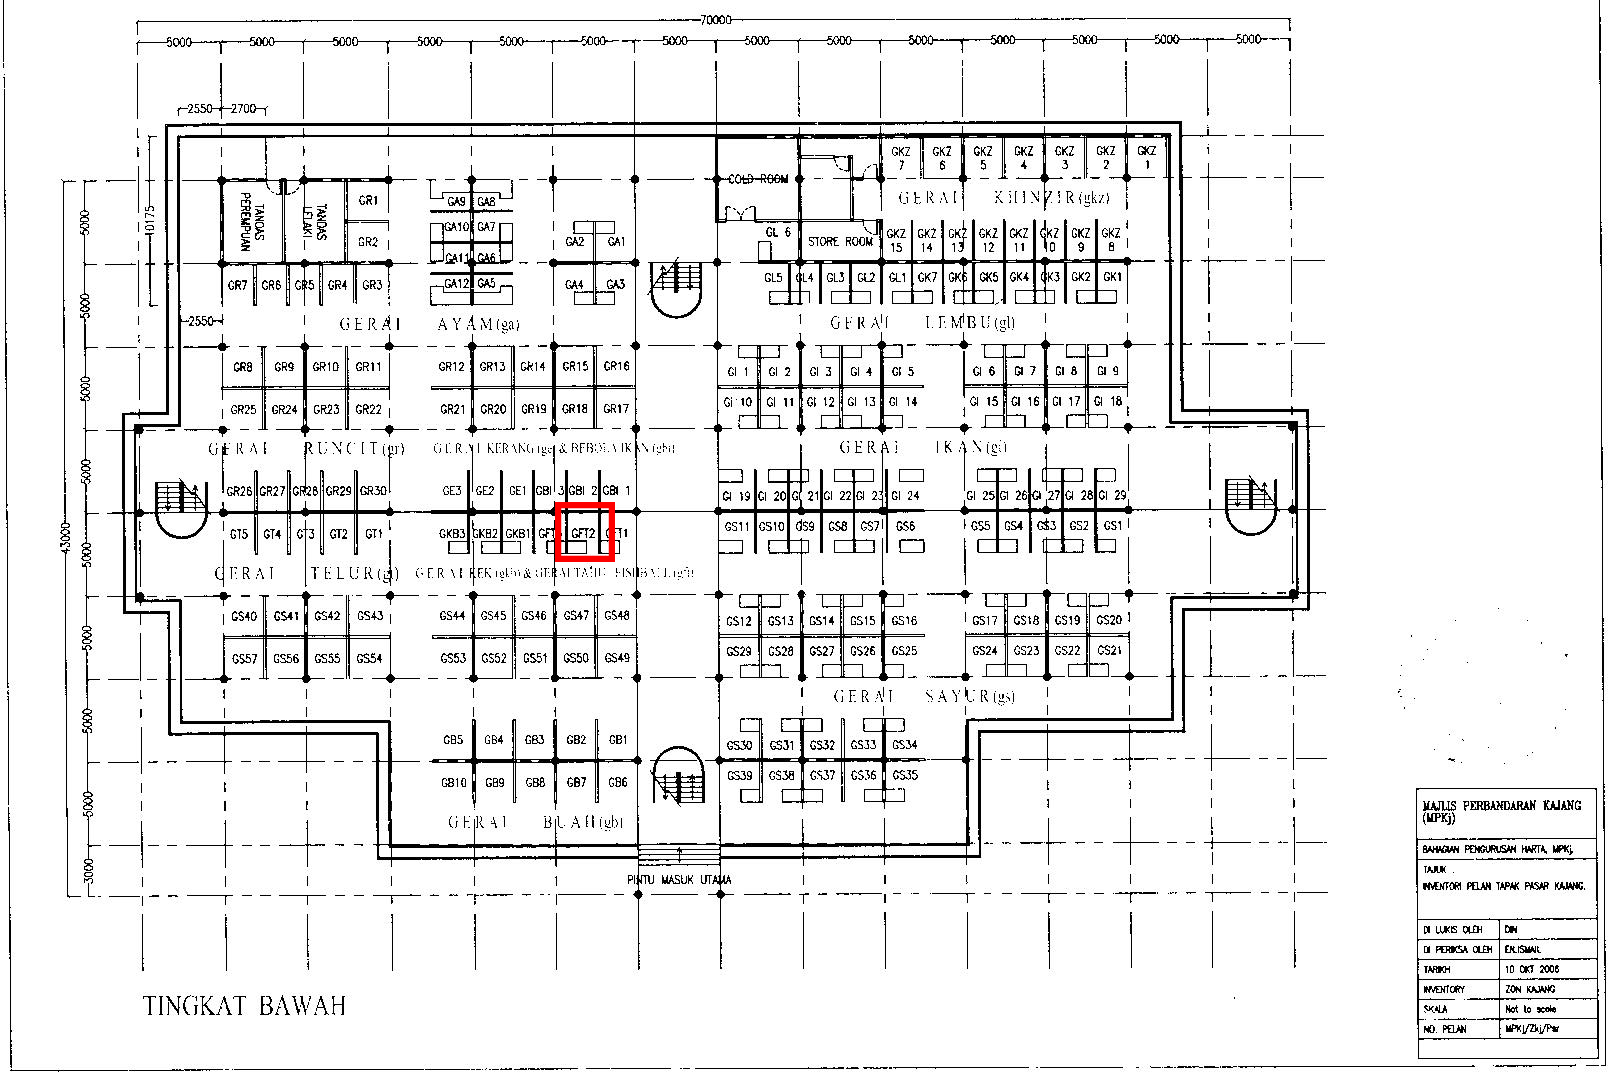 70000
5000 5000 5000 5000 5000 5000 5000 5000 5000 5000 5000 5000 5000 5000
2550 2700
GKZ 7 GKZ 6 GKZ 5 GKZ 4 GKZ 3 GKZ 2 GKZ 1
COLD ROOM
GERAI KHINZIR(gkz)
TANDAS PEREMPUAN
TANDAS LELAKI
GR1
GR2
GA9 GA8
GA10 GA7
GA11 GA6
GA12 GA5
GA2 GA1
GA4 GA3
GL 6
STORE ROOM
GKZ 15 GKZ 14 GKZ 13 GKZ 12 GKZ 11 GKZ 10 GKZ 9 GKZ 8
GR7 GR6 GR5 GR4 GR3
GL5 GL4 GL3 GL2 GL1 GK7 GK6 GK5 GK4 GK3 GK2 GK1
10175
2550
GERAI AYAM(ga)
GERAI LEMBU(gl)
GR8 GR9 GR10 GR11 GR12 GR13 GR14 GR15 GR16
GI 1 GI 2 GI 3 GI 4 GI 5 GI 6 GI 7 GI 8 GI 9
GR25 GR24 GR23 GR22 GR21 GR20 GR19 GR18 GR17
GI 10 GI 11 GI 12 GI 13 GI 14 GI 15 GI 16 GI 17 GI 18
GERAI RUNCIT(gr)
GERAI KERANG(ge) & BEBOLA IKAN(gbi)
GERAI IKAN(gi)
GR26 GR27 GR28 GR29 GR30 GE3 GE2 GE1 GBI 3 GBI 2 GBI 1
GI 19 GI 20 GI 21 GI 22 GI 23 GI 24 GI 25 GI 26 GI 27 GI 28 GI 29
GT5 GT4 GT3 GT2 GT1 GKB3 GKB2 GKB1 GFT2 GFT1
GS11 GS10 GS9 GS8 GS7 GS6 GS5 GS4 GS3 GS2 GS1
GERAI TELUR(gt)
GERAI
GS40 GS41 GS42 GS43 GS44 GS45 GS46 GS47 GS48
GS12 GS13 GS14 GS15 GS16 GS17 GS18 GS19 GS20
GS57 GS56 GS55 GS54 GS53 GS52 GS51 GS50 GS49
GS29 GS28 GS27 GS26 GS25 GS24 GS23 GS22 GS21
GERAI SAYUR(gs)
GB5 GB4 GB3 GB2 GB1
GS30 GS31 GS32 GS33 GS34
GB10 GB9 GB8 GB7 GB6
GS39 GS38 GS37 GS36 GS35
GERAI BUAH(gb)
PINTU MASUK UTAMA
43000
5000 5000 5000 5000 5000 5000 5000 5000 3000
TINGKAT BAWAH
MAJLIS PERBANDARAN KAJANG
(MPKj)
BAHAGIAN PENGURUSAN HARTA, MPKj.
TAJUK :
INVENTORI PELAN TAPAK PASAR KAJANG.
DI LUKIS OLEH DIN
DI PERIKSA OLEH EN.ISMAIL
TARIKH 10 OKT 2006
INVENTORY ZON KAJANG
SKALA Not to scale
NO. PELAN MPKj/Zkj/Psr